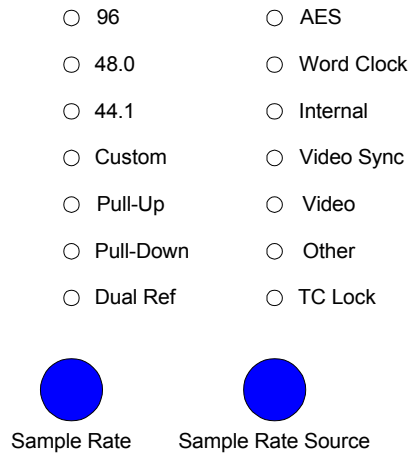 96
AES
48.0
Word Clock
44.1
Internal
Custom
Video Sync
Pull-Up
Video
Pull-Down
Other
Dual Ref
TC Lock
Sample Rate
Sample Rate Source